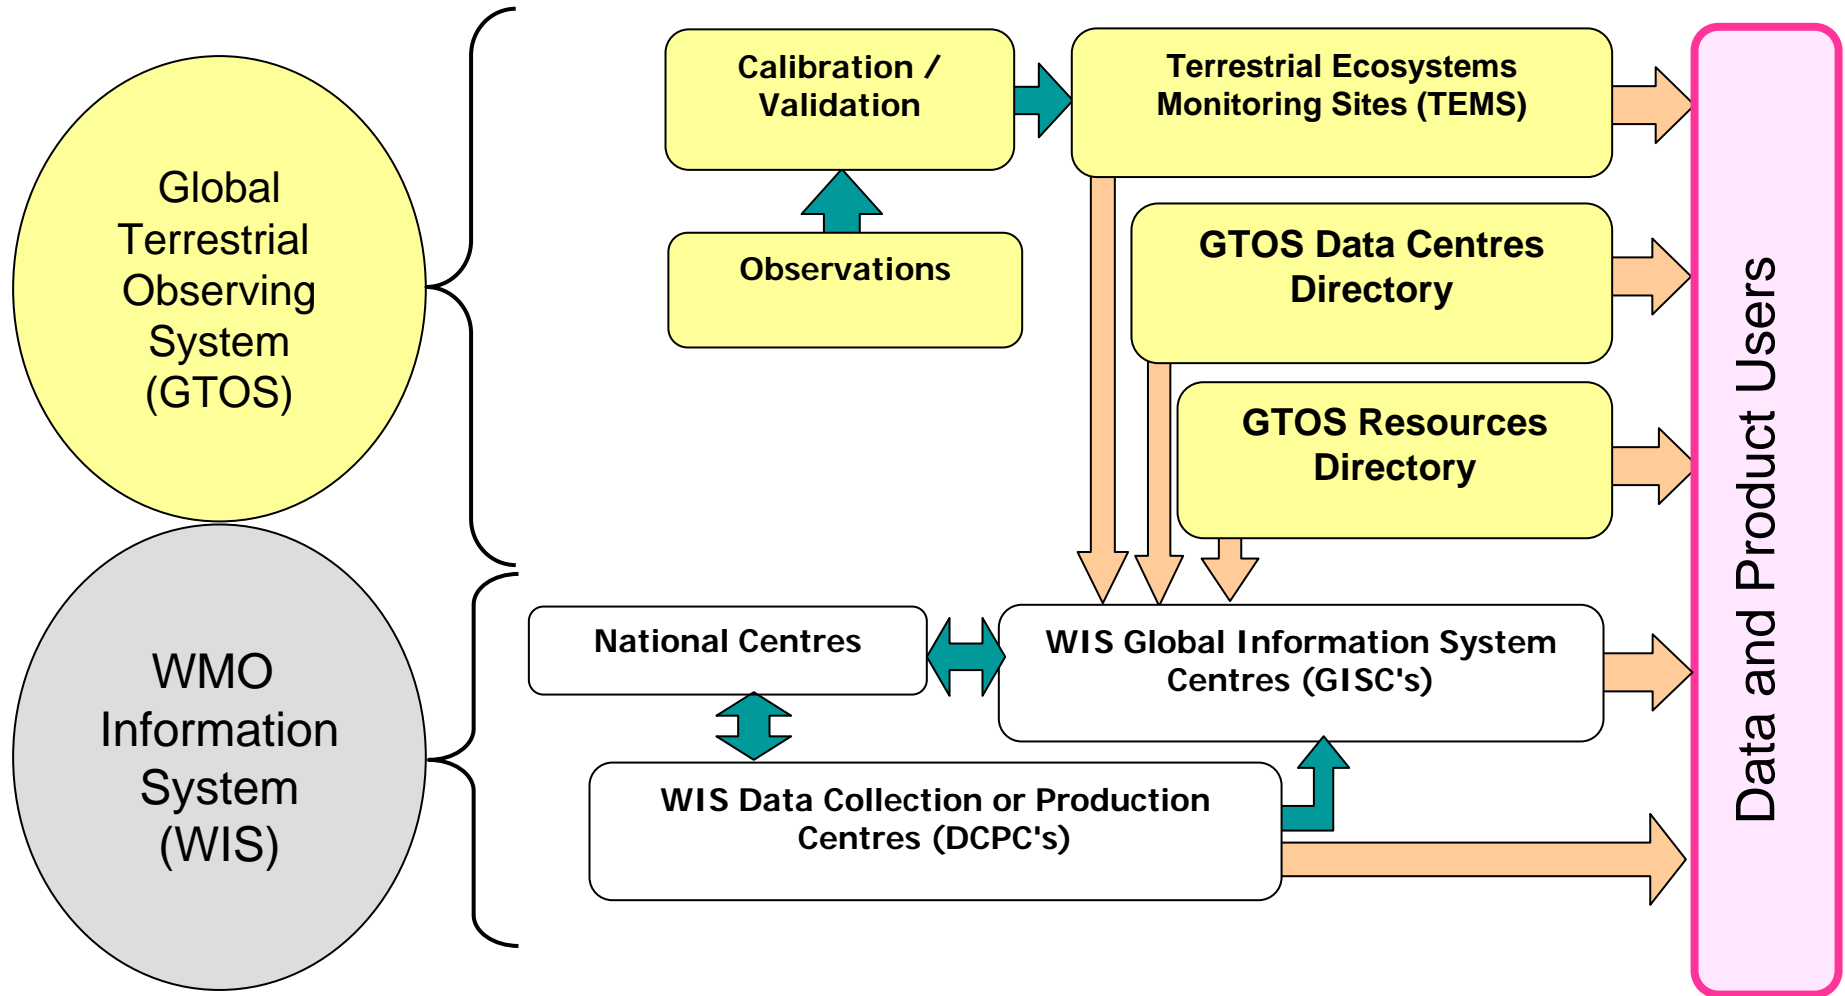 Global
Terrestrial
Observing
System
(GTOS)
Calibration /
Validation
Terrestrial Ecosystems
Monitoring Sites (TEMS)
Observations
GTOS Data Centres
Directory
GTOS Resources
Directory
WMO
Information
System
(WIS)
National Centres
WIS Global Information System
Centres (GISC's)
WIS Data Collection or Production
Centres (DCPC's)
Data and Product Users